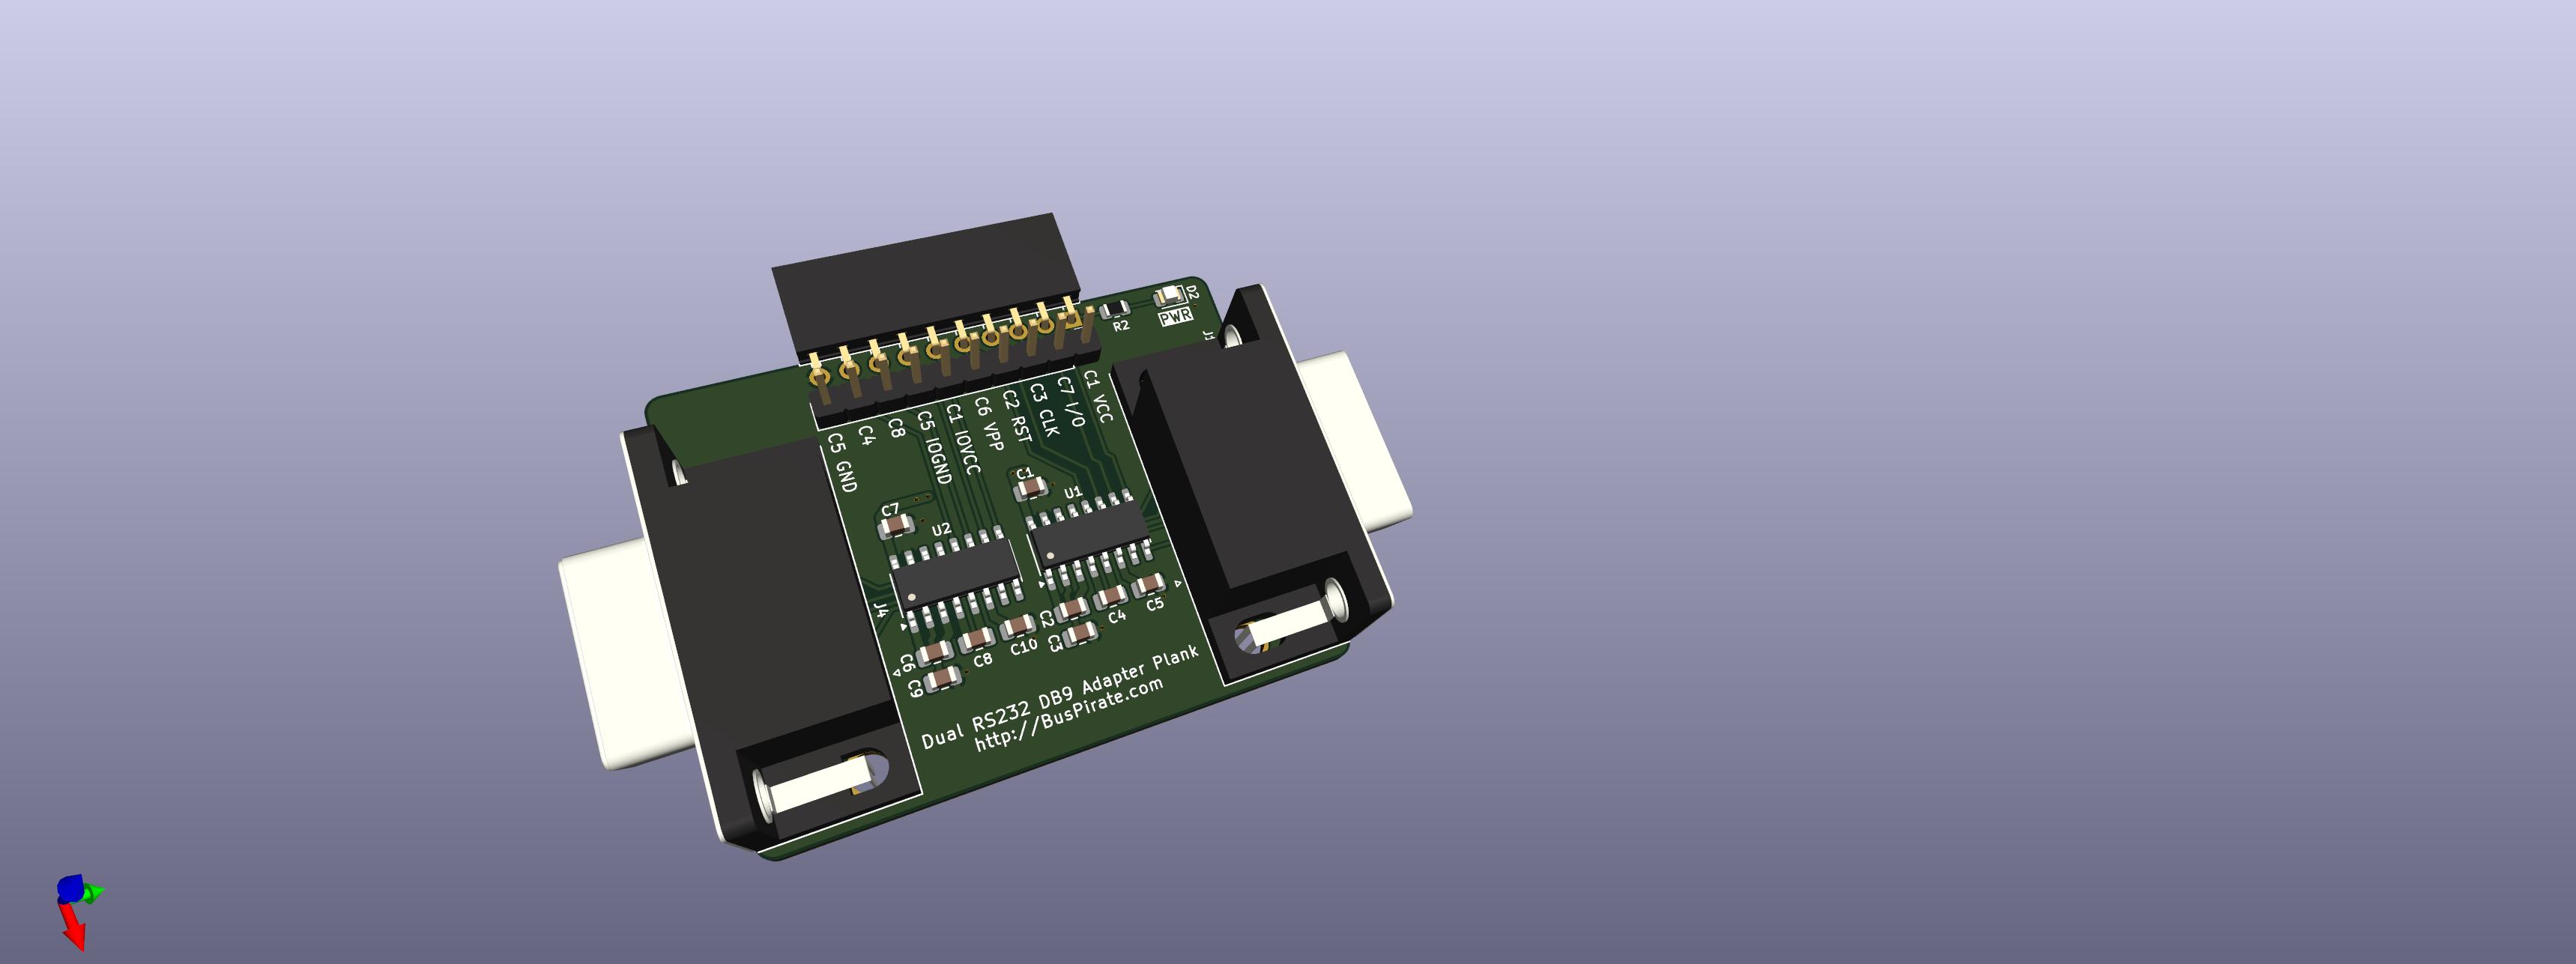 D2
R2
PWR
J1
C5 GND
C4
C8
C5 IOGND
C1 IOVCC
C6 VPP
C2 RST
C3 CLK
C7 I/O
C1 VCC
C1
U1
C7
U2
J4
C2
C4
C5
C3
C6
C8
C10
C9
Dual RS232 DB9 Adapter Plank
http://BusPirate.com